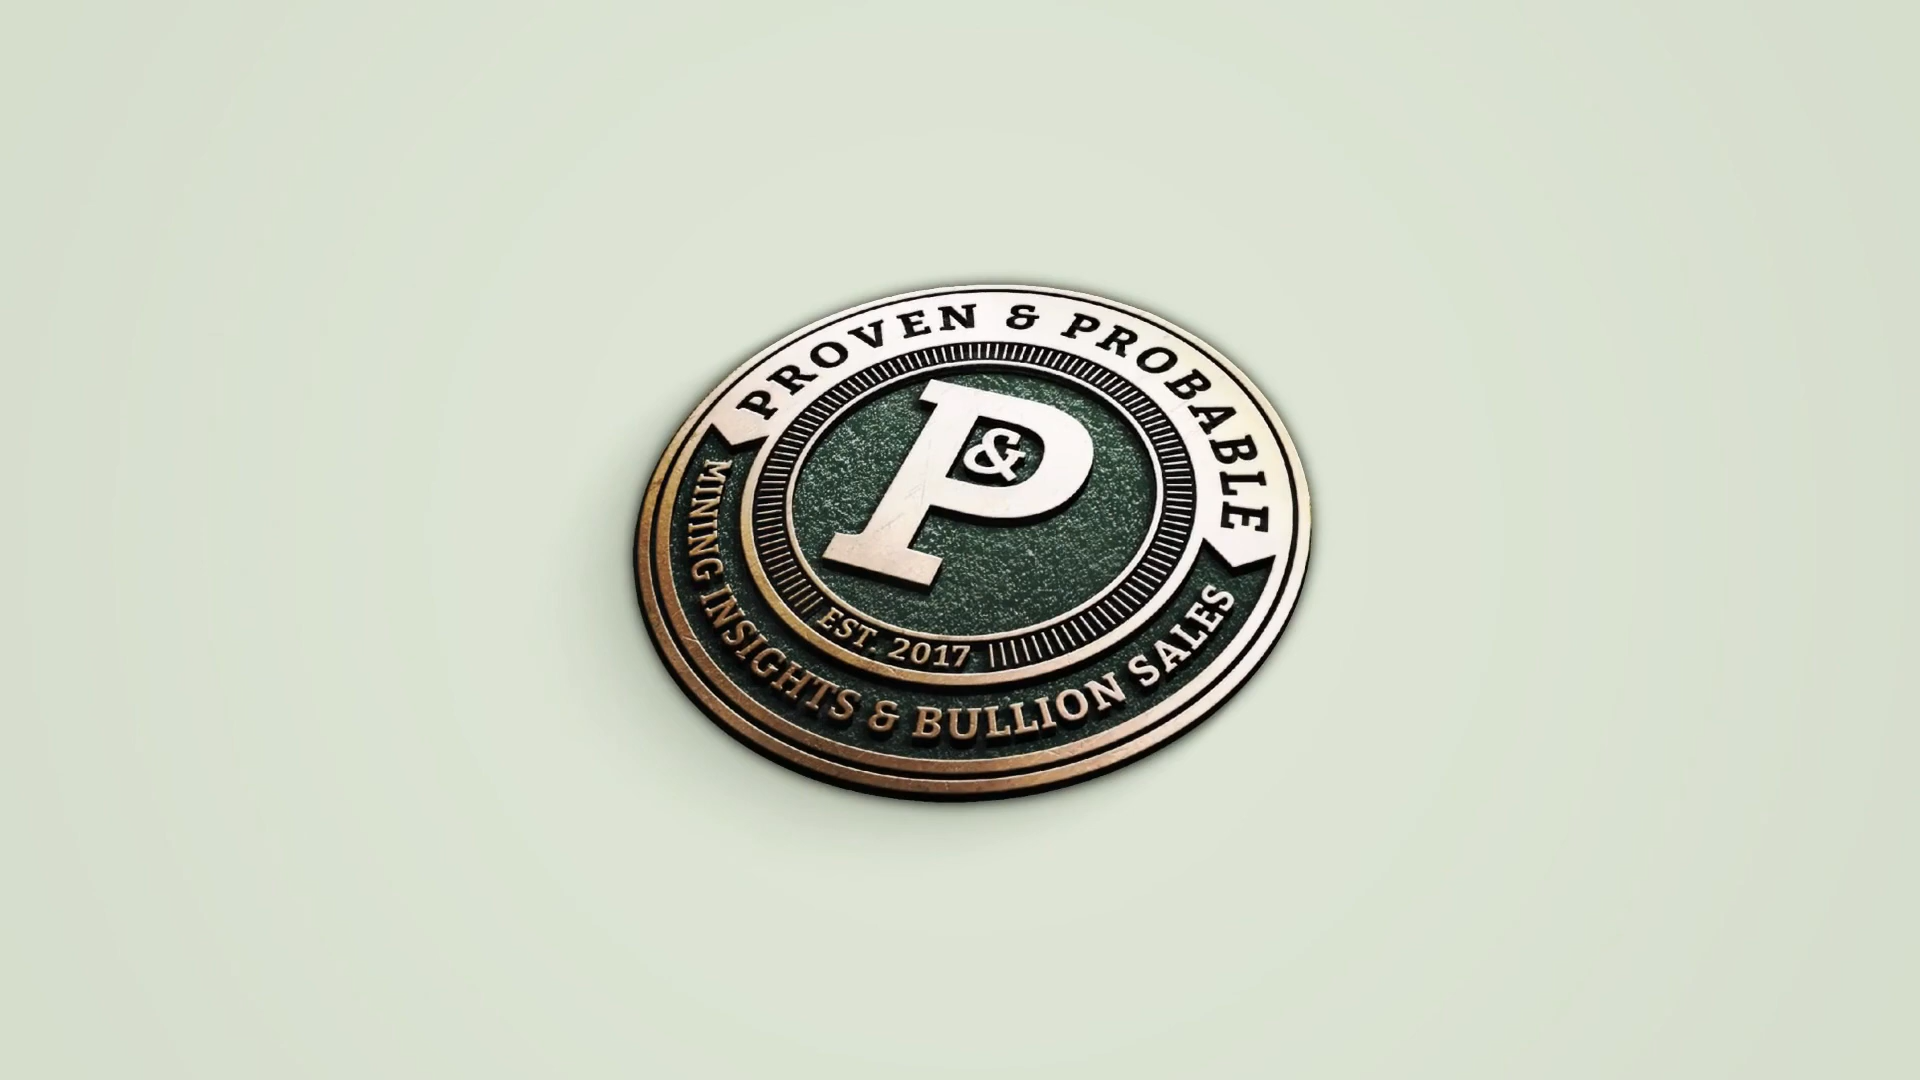 PROVEN & PROBABLE
P&
EST. 2017
MINING INSIGHTS & BULLION SALES